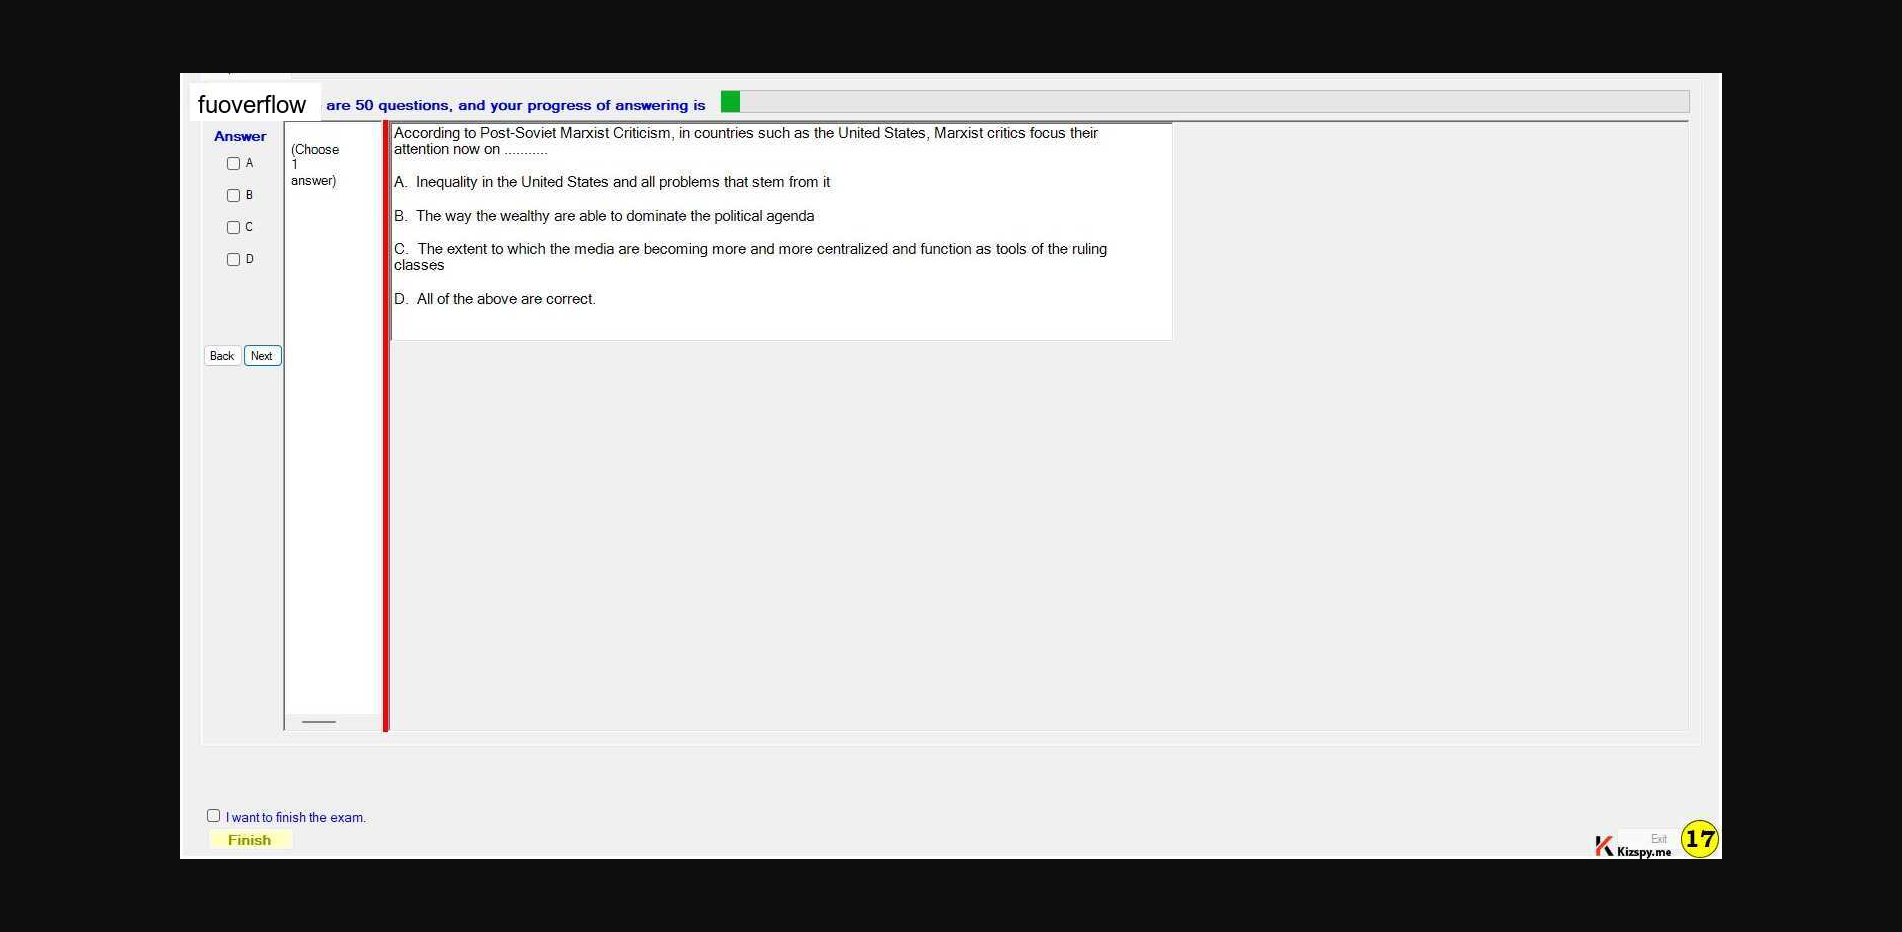 fuoverflow are 50 questions, and your progress of answering is
Answer
A
B
C
D
Back Next
(Choose
1
answer)
According to Post-Soviet Marxist Criticism, in countries such as the United States, Marxist critics focus their
attention now on ...........
A. Inequality in the United States and all problems that stem from it
B. The way the wealthy are able to dominate the political agenda
C. The extent to which the media are becoming more and more centralized and function as tools of the ruling
classes
D. All of the above are correct.
I want to finish the exam.
Finish
Exit
Kizspy.me
17